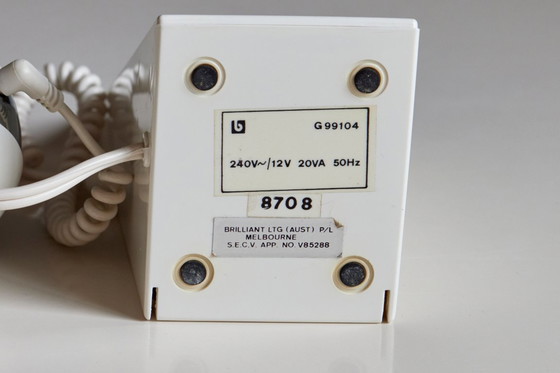 G99104
240V~/12V 20VA 50Hz
8708
BRILLIANT LTG (AUST) P/L
MELBOURNE
S.E.C.V. APP. NO. V85288